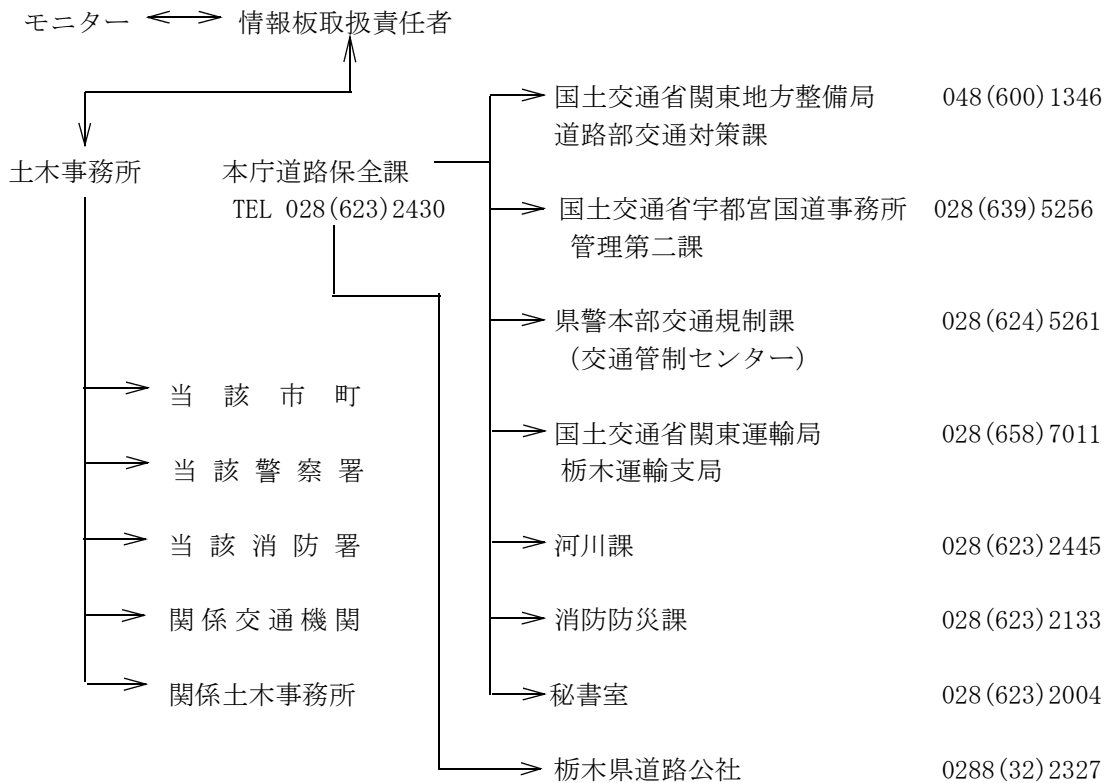 モニター 情報板取扱責任者
国土交通省関東地方整備局 048(600)1346
道路部交通対策課
土木事務所 本庁道路保全課
TEL 028(623)2430
国土交通省宇都宮国道事務所 028(639)5256
管理第二課
県警本部交通規制課 028(624)5261
（交通管制センター）
当該市町
国土交通省関東運輸局 028(658)7011
栃木運輸支局
当該警察署
当該消防署
河川課 028(623)2445
関係交通機関
消防防災課 028(623)2133
関係土木事務所
秘書室 028(623)2004
栃木県道路公社 0288(32)2327